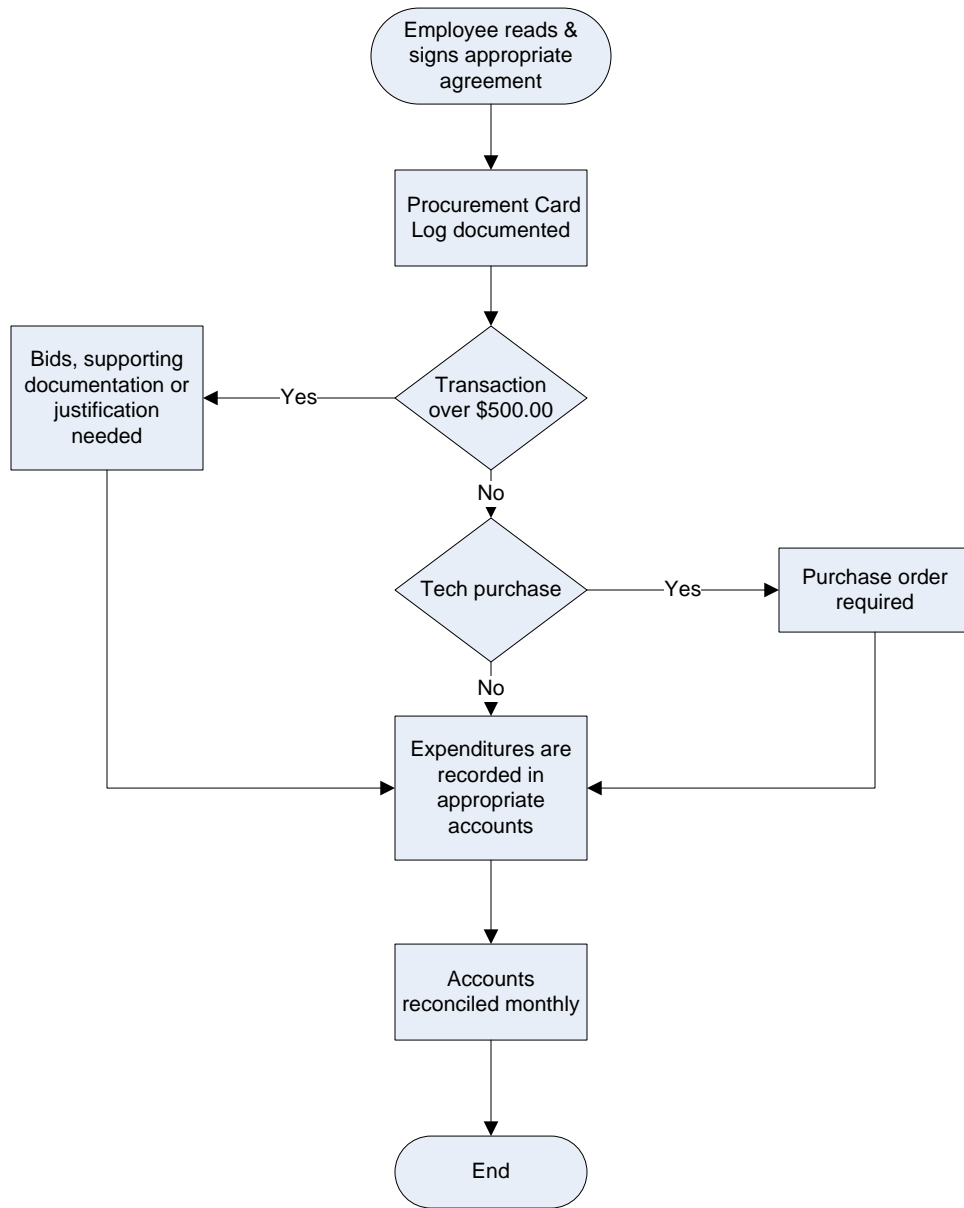 Employee reads &
signs appropriate
agreement
Procurement Card
Log documented
Transaction
over $500.00
Yes
Bids, supporting
documentation or
justification
needed
No
Tech purchase
Yes
Purchase order
required
No
Expenditures are
recorded in
appropriate
accounts
Accounts
reconciled monthly
End